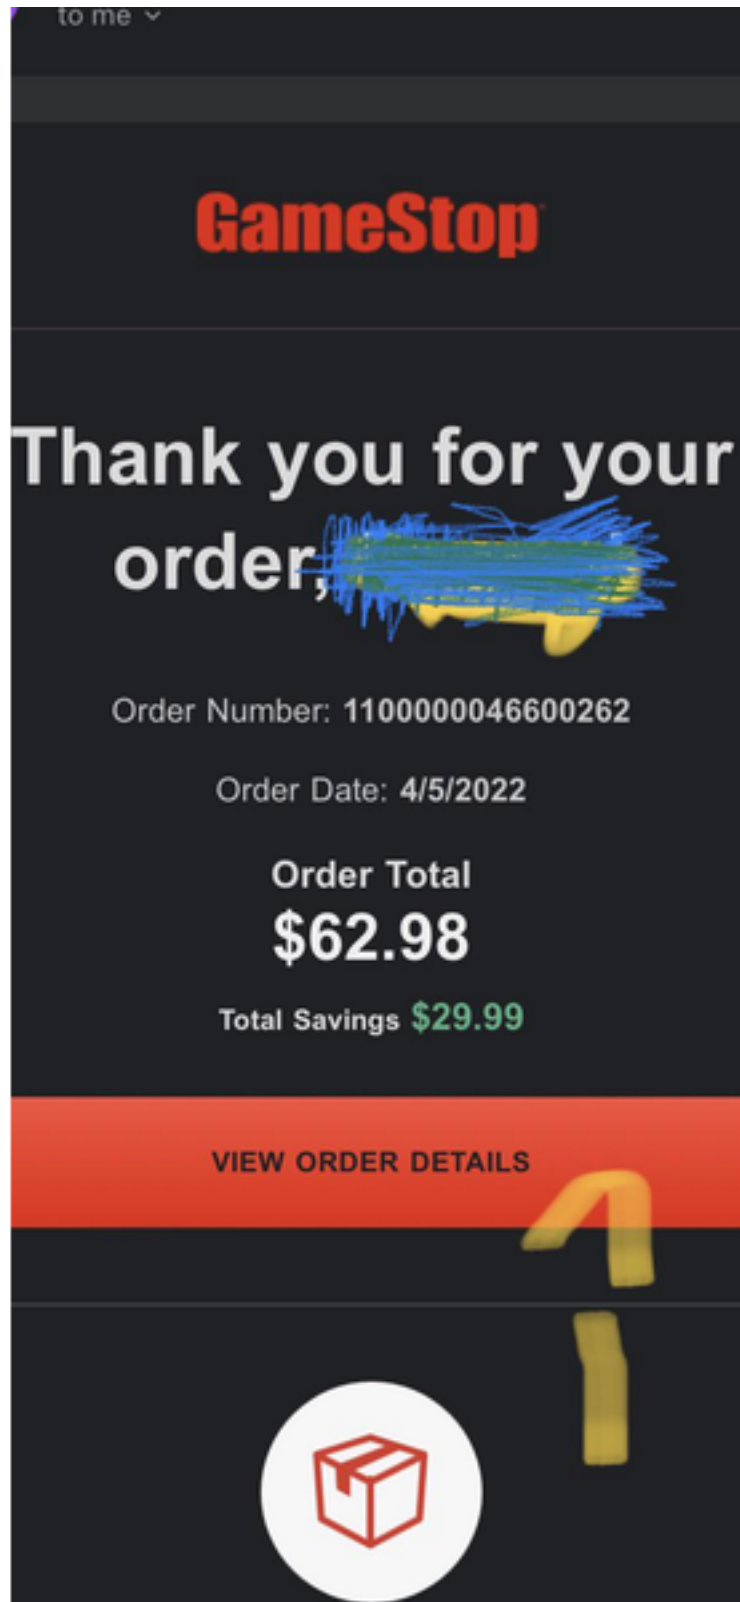 to me
GameStop
Thank you for your
order,
Order Number: 1100000046600262
Order Date: 4/5/2022
Order Total
$62.98
Total Savings $29.99
VIEW ORDER DETAILS